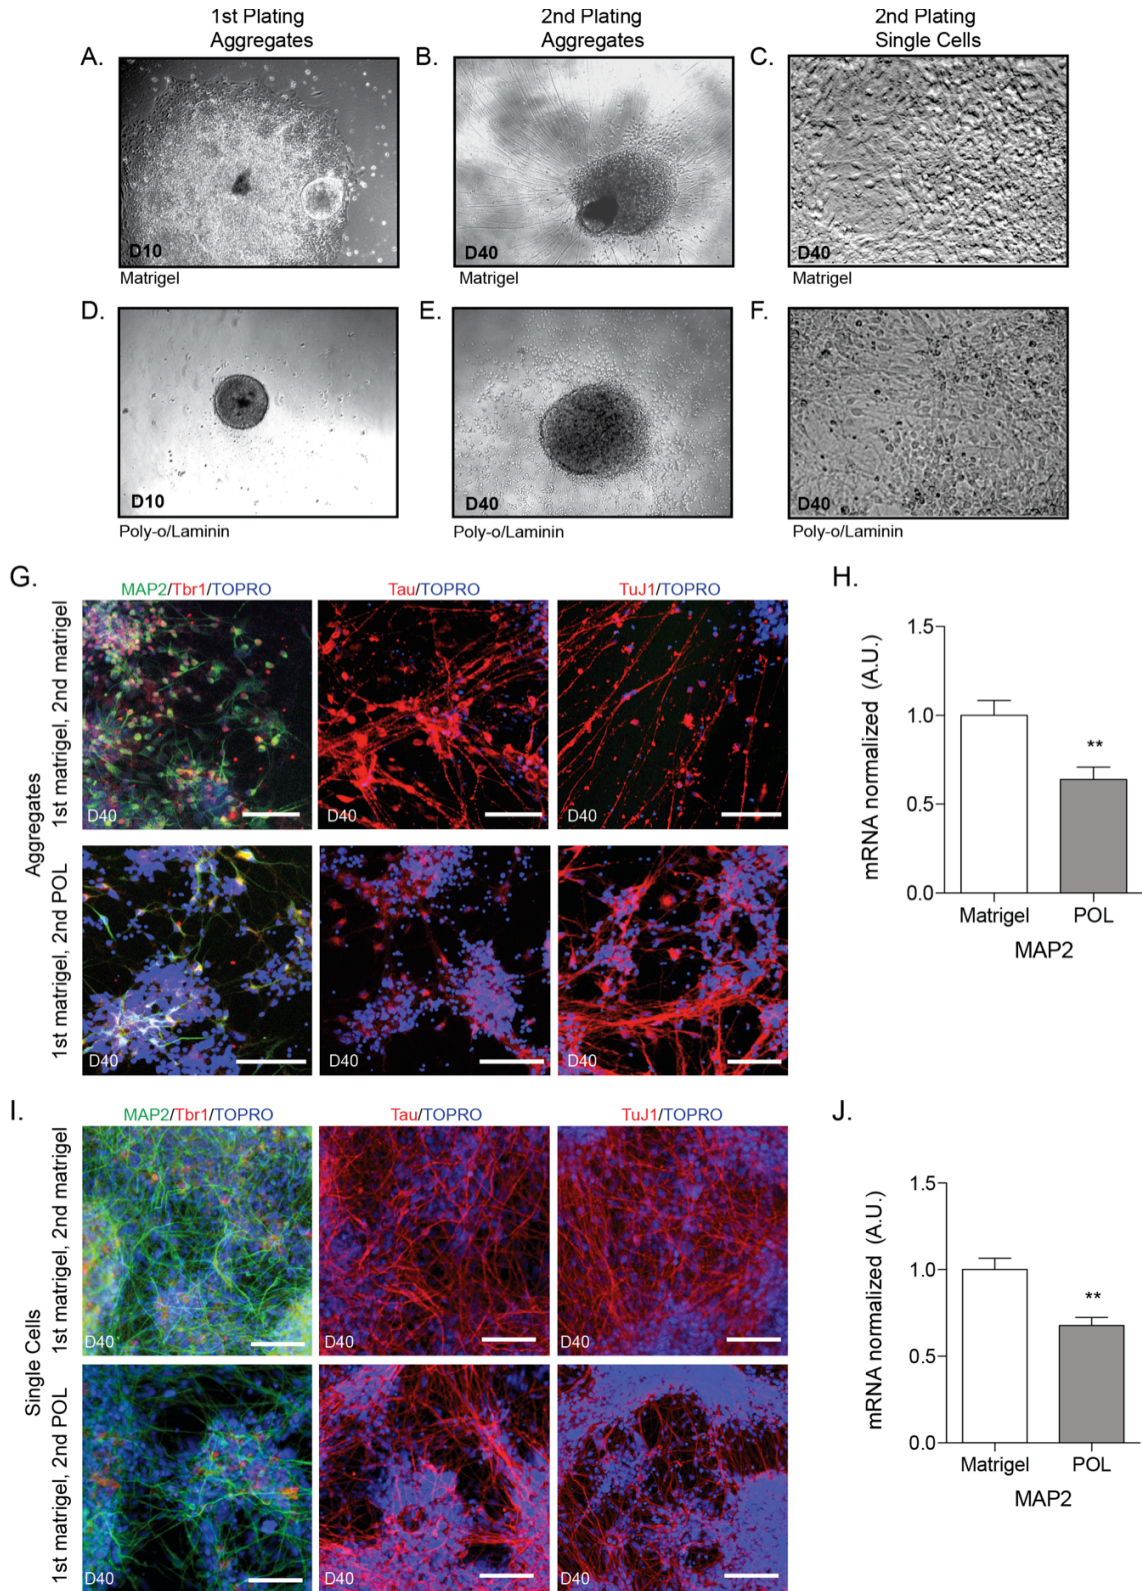 1st Plating
Aggregates
2nd Plating
Aggregates
2nd Plating
Single Cells
A.
B.
C.
D10
D40
D40
Matrigel
Matrigel
Matrigel
D.
E.
F.
D10
D40
D40
Poly-o/Laminin
Poly-o/Laminin
Poly-o/Laminin
G.
MAP2/Tbr1/TOPRO
Tau/TOPRO
TuJ1/TOPRO
Aggregates
1st matrigel, 2nd matrigel
D40
D40
D40
1st matrigel, 2nd POL
D40
D40
D40
H.
mRNA normalized (A.U.)
1.5
1.0
0.5
0.0
**
Matrigel
POL
MAP2
I.
MAP2/Tbr1/TOPRO
Tau/TOPRO
TuJ1/TOPRO
Single Cells
1st matrigel, 2nd matrigel
D40
D40
D40
1st matrigel, 2nd POL
D40
D40
D40
J.
mRNA normalized (A.U.)
1.5
1.0
0.5
0.0
**
Matrigel
POL
MAP2